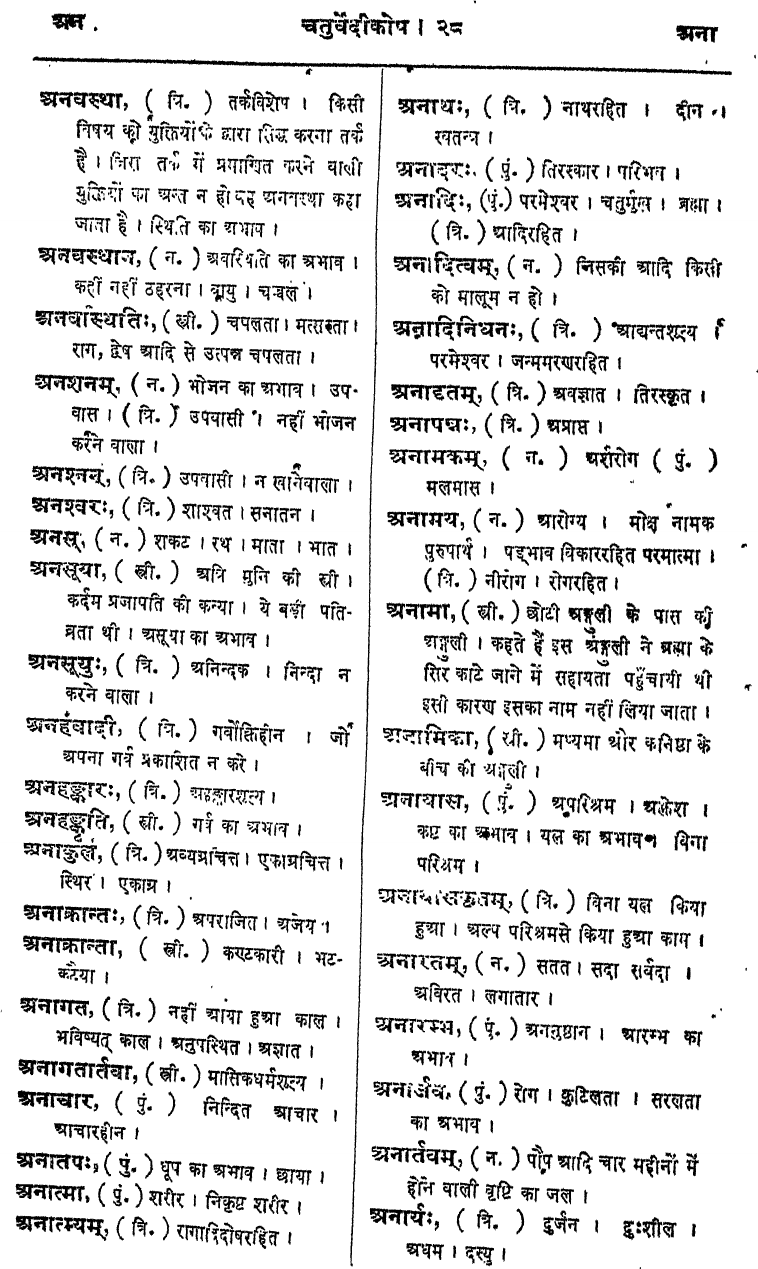 अन .
चतुर्वेदीकोष । २८
अना
अनवस्था, ( त्रि. ) तर्कविशेष । किसी
विषय को युक्तियों के द्वारा सिद्ध करना तर्क
है । जिस तर्क में प्रमाणित करने वाली
युक्तियों का अन्त न हो वह अनवस्था कहा
जाता है । स्थिति का अभाव ।
अनवस्थान, ( न. ) अवस्थिति का अभाव ।
कहीं नहीं ठहरना । वायु । चञ्चल ।
अनवस्थितिः, ( स्त्री. ) चपलता ।
राग, द्वेष आदि से उत्पन्न चपलता ।
अनशनम्, ( न. ) भोजन का अभाव । उप-
वास । ( त्रि. ) उपवासी । नहीं भोजन
करने वाला ।
अनश्नन्, ( त्रि. ) उपवासी । न खानेवाला ।
अनश्वरः, ( त्रि. ) शाश्वत । सनातन ।
अनस्, ( न. ) शकट । रथ । माता । भात ।
अनसूया, ( स्त्री. ) अत्रि मुनि की स्त्री ।
कर्दम प्रजापति की कन्या । ये बड़ी पति-
व्रता थी । असूया का अभाव ।
अनसूयुः, ( त्रि. ) अनिन्दक । निन्दा न
करने वाला ।
अनहंवादी, ( त्रि. ) गर्वोक्तिहीन । जो
अपना गर्व प्रकाशित न करे ।
अनहङ्कारः, ( त्रि. ) अहङ्कारशून्य ।
अनहङ्कृति, ( स्त्री. ) गर्व का अभाव ।
अनाकुलं, ( त्रि. ) अव्यग्रचित्त । एकाग्रचित्त ।
स्थिर । एकाग्र ।
अनाक्रान्तः, ( त्रि. ) अपराजित । अजेय ।
अनाक्रान्ता, ( स्त्री. ) कण्टकारी । भट-
कटैया ।
अनागत, ( त्रि. ) नहीं आया हुआ काल ।
भविष्यत् काल । अनुपस्थित । अज्ञात ।
अनागतार्तवा, ( स्त्री. ) मासिकधर्मशून्य ।
अनाचार, ( पुं. ) निन्दित आचार ।
आचारहीन ।
अनातपः, ( पुं. ) धूप का अभाव । छाया ।
अनात्मा, ( पुं. ) शरीर । निकृष्ट शरीर ।
अनात्म्यम्, ( त्रि. ) रागादिदोषरहित ।
अनाथः, ( त्रि. ) नाथरहित । दीन ।
स्वतन्त्र ।
अनादरः, ( पुं. ) तिरस्कार । परिभव ।
अनादिः, (पुं.) परमेश्वर । चतुर्मुख । ब्रह्मा ।
( त्रि. ) आदिरहित ।
अनादित्वम्, ( न. ) जिसकी आदि किसी
को मालूम न हो ।
अनादिनिधनः, ( त्रि. ) आद्यन्तशून्य ।
परमेश्वर । जन्ममरणरहित ।
अनादृतम्, ( त्रि. ) अवज्ञात । तिरस्कृत ।
अनापद्यः, ( त्रि. ) अप्राप्त ।
अनामकम्, ( न. ) अर्शरोग ( पुं. )
मलमास ।
अनामय, ( न. ) आरोग्य । मोक्ष नामक
पुरुषार्थ । षड्भाव विकाररहित परमात्मा ।
( त्रि. ) नीरोग । रोगरहित ।
अनामा, ( स्त्री. ) छोटी अङ्गुली के पास की
अङ्गुली । कहते हैं इस अङ्गुली ने ब्रह्मा के
सिर काटे जाने में सहायता पहुँचायी थी
इसी कारण इसका नाम नहीं लिया जाता ।
अनामिका, ( स्त्री. ) मध्यमा और कनिष्ठा के
बीच की अङ्गुली ।
अनायास, ( पुं. ) अपरिश्रम । अक्लेश ।
कष्ट का अभाव । यत्न का अभाव । बिना
परिश्रम ।
अनायासकृतम्, ( त्रि. ) बिना यत्न किया
हुआ । अल्प परिश्रमसे किया हुआ काम ।
अनारतम्, ( न. ) सतत । सदा सर्वदा ।
अविरत । लगातार ।
अनारम्भ, ( पुं. ) अननुष्ठान । आरम्भ का
अभाव ।
अनार्जव, ( पुं. ) रोग । कुटिलता । सरलता
का अभाव ।
अनार्तवम्, ( न. ) पौष आदि चार महीनों में
होने वाली वृष्टि का जल ।
अनार्यः, ( त्रि. ) दुर्जन । दुःशील ।
अधम । दस्यु ।